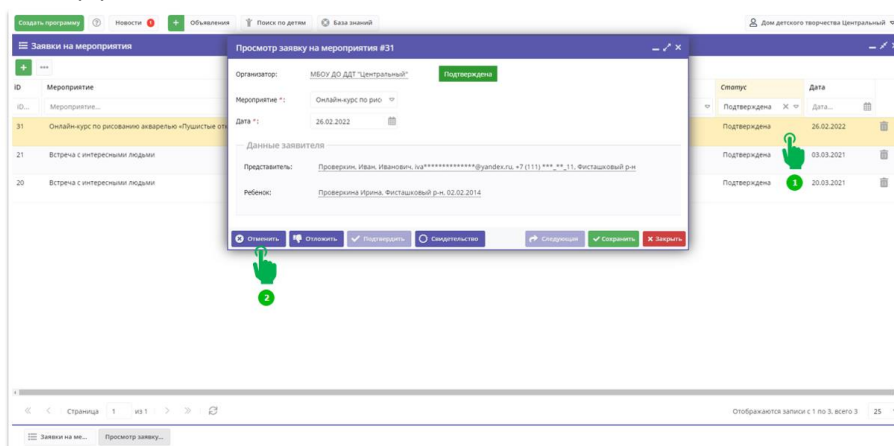 Создать программу Новости 1 + Объявления Поиск по детям База знаний Дом детского творчества Центральный
Заявки на мероприятия
Просмотр заявку на мероприятия #31
+ •••
ID Мероприятие Статус Дата
ID... Мероприятие... Подтверждена Дата...
Организатор: МБОУ ДО ДДТ "Центральный" Подтверждена
Мероприятие *: Онлайн-курс по рисо
Дата *: 26.02.2022
31 Онлайн-курс по рисованию акварелью «Пушистые отк Подтверждена 26.02.2022
Данные заявителя
21 Встреча с интересными людьми Подтверждена 03.03.2021
Представитель: Проверкин, Иван, Иванович, iva**************@yandex.ru, +7 (111) ***_**_11, Фисташковый р-н
1
20 Встреча с интересными людьми Подтверждена 20.03.2021
Ребенок: Проверкина Ирина, Фисташковый р-н, 02.02.2014
Отменить Отложить Подтвердить Свидетельство Следующая Сохранить Закрыть
2
Страница 1 из 1 Отображаются записи с 1 по 3, всего 3 25
Заявки на ме... Просмотр заявку...